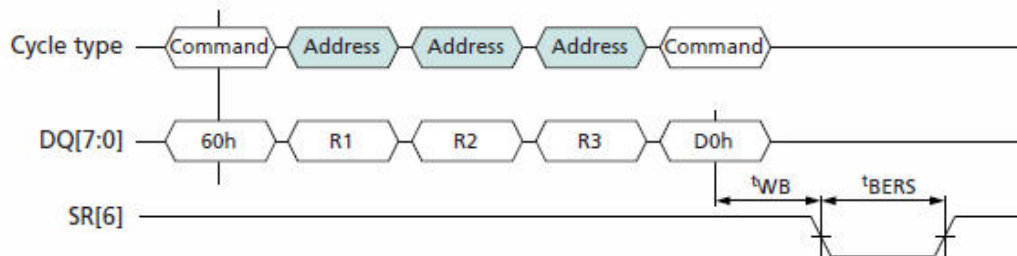 Cycle type Command Address Address Address Command
DQ[7:0] 60h R1 R2 R3 D0h
tWB tBERS
SR[6]